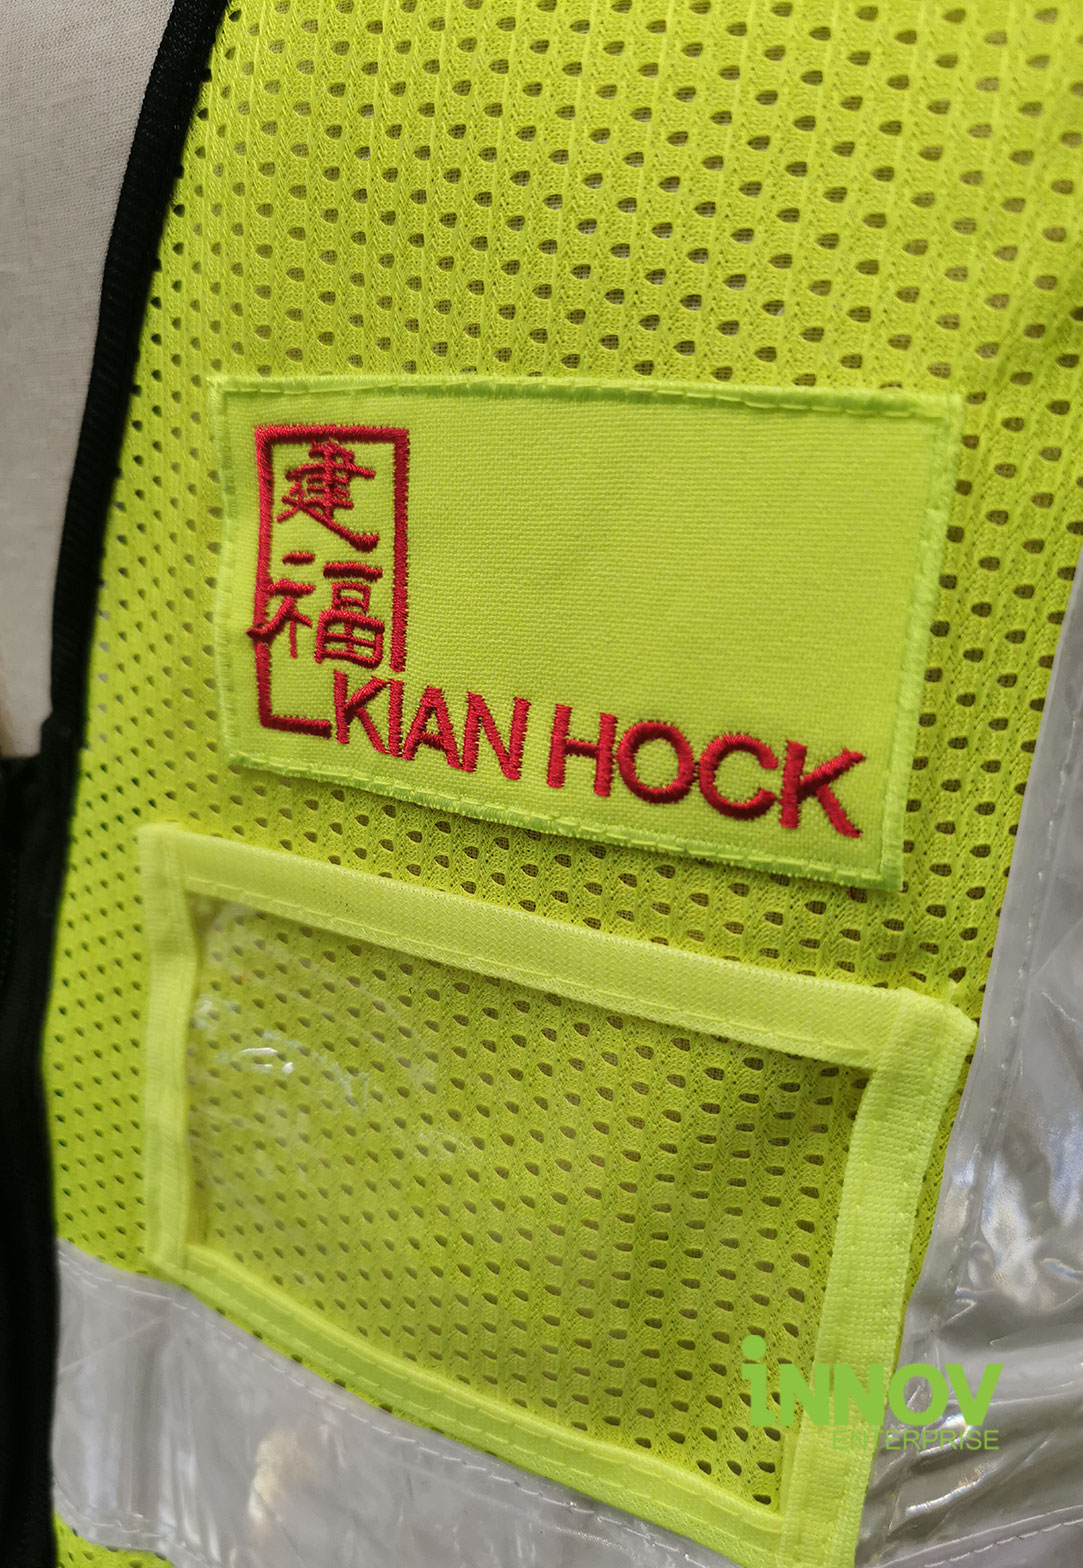 建
福
KIAN HOCK
iNNOV
ENTERPRISE